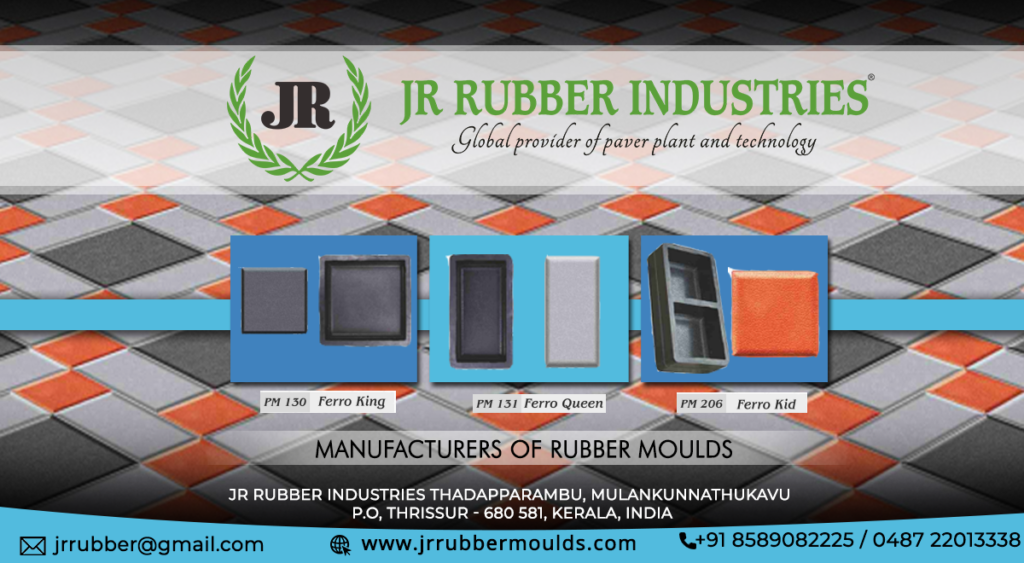 JR
JR RUBBER INDUSTRIES®
Global provider of paver plant and technology
PM 130 Ferro King
PM 131 Ferro Queen
PM 206 Ferro Kid
MANUFACTURERS OF RUBBER MOULDS
JR RUBBER INDUSTRIES THADAPPARAMBU, MULANKUNNATHUKAVU
P.O, THRISSUR - 680 581, KERALA, INDIA
jrrubber@gmail.com
www.jrrubbermoulds.com
+91 8589082225 / 0487 22013338